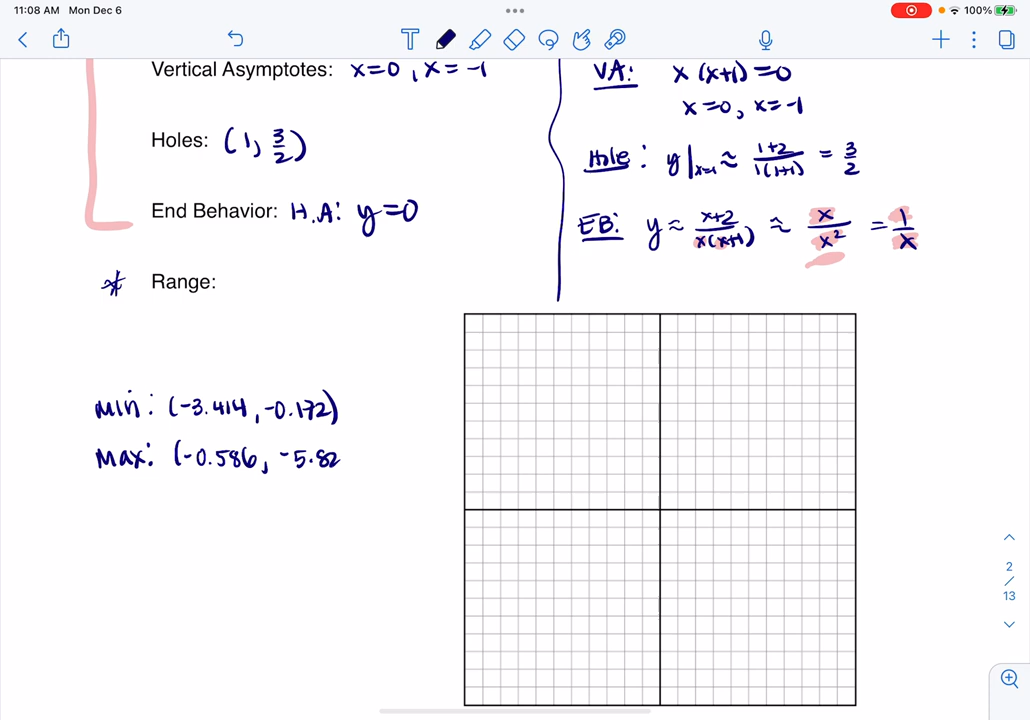 11:08 AM Mon Dec 6
100%
Vertical Asymptotes: x=0, x=-1
Holes: (1, 3/2)
End Behavior: H.A: y=0
Range:
min: (-3.414, -0.172)
Max: (-0.586, -5.82
VA: x(x+1)=0
x=0, x=-1
Hole: y|x=1 ≈ 1+2/1(1+1) = 3/2
EB: y ≈ x+2/x(x+1) ≈ x/x² = 1/x
2
/
13